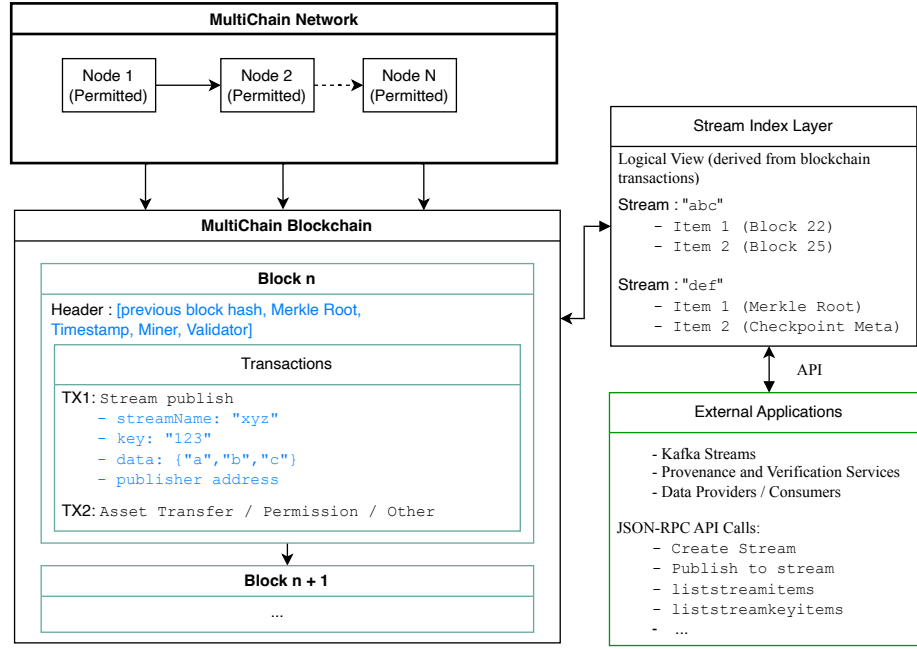 MultiChain Network
Node 1
(Permitted)
Node 2
(Permitted)
Node N
(Permitted)
MultiChain Blockchain
Block n
Header : [previous block hash, Merkle Root,
Timestamp, Miner, Validator]
Transactions
TX1: Stream publish
- streamName: "xyz"
- key: "123"
- data: {"a","b","c"}
- publisher address
TX2: Asset Transfer / Permission / Other
Block n + 1
...
Stream Index Layer
Logical View (derived from blockchain
transactions)
Stream : "abc"
- Item 1 (Block 22)
- Item 2 (Block 25)
Stream : "def"
- Item 1 (Merkle Root)
- Item 2 (Checkpoint Meta)
API
External Applications
- Kafka Streams
- Provenance and Verification Services
- Data Providers / Consumers
JSON-RPC API Calls:
- Create Stream
- Publish to stream
- liststreamitems
- liststreamkeyitems
- ...